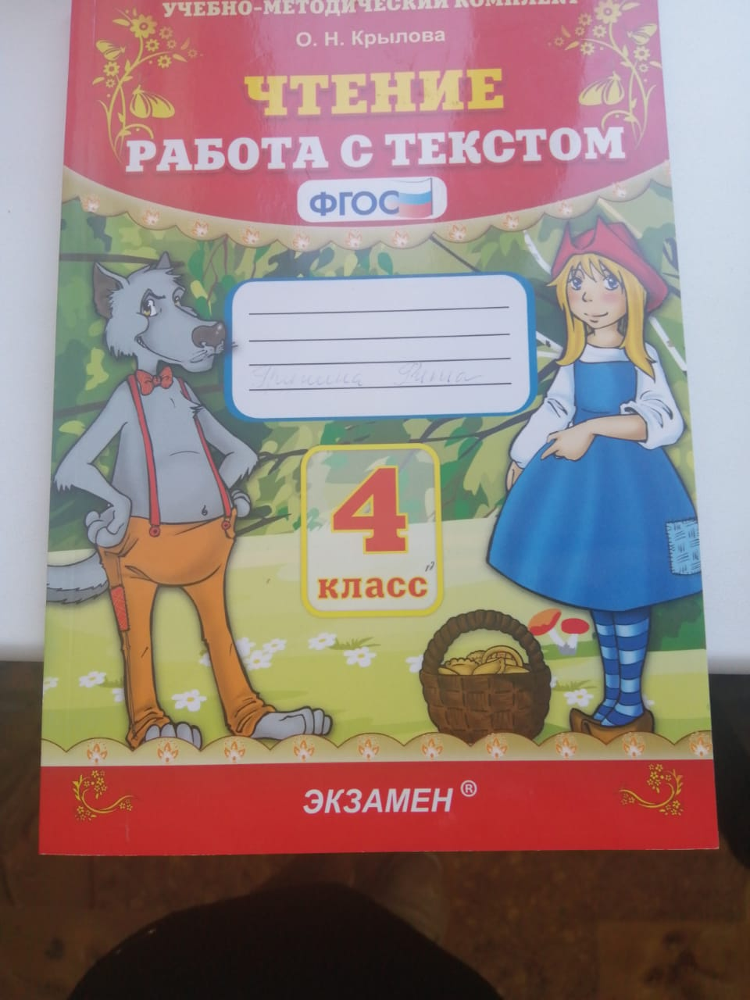 УЧЕБНО-МЕТОДИЧЕСКИЙ КОМПЛЕКТ
О. Н. Крылова
ЧТЕНИЕ
РАБОТА С ТЕКСТОМ
ФГОС
4
класс
ЭКЗАМЕН ®